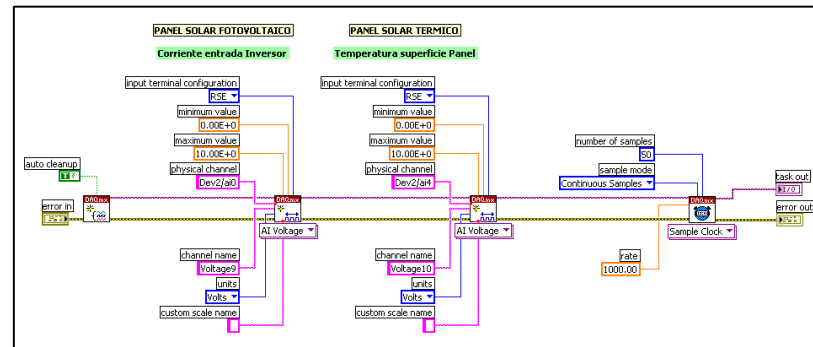 PANEL SOLAR FOTOVOLTAICO
Corriente entrada Inversor
input terminal configuration
RSE
minimum value
0.00E+0
maximum value
10.00E+0
physical channel
Dev2/ai0
PANEL SOLAR TERMICO
Temperatura superficie Panel
input terminal configuration
RSE
minimum value
0.00E+0
maximum value
10.00E+0
physical channel
Dev2/ai4
number of samples
50
sample mode
Continuous Samples
auto cleanup
T F
error in
DAQmx
DAQmx
AI Voltage
DAQmx
AI Voltage
DAQmx
Sample Clock
task out
I/O
error out
channel name
Voltage9
units
Volts
custom scale name
channel name
Voltage10
units
Volts
custom scale name
rate
1000.00